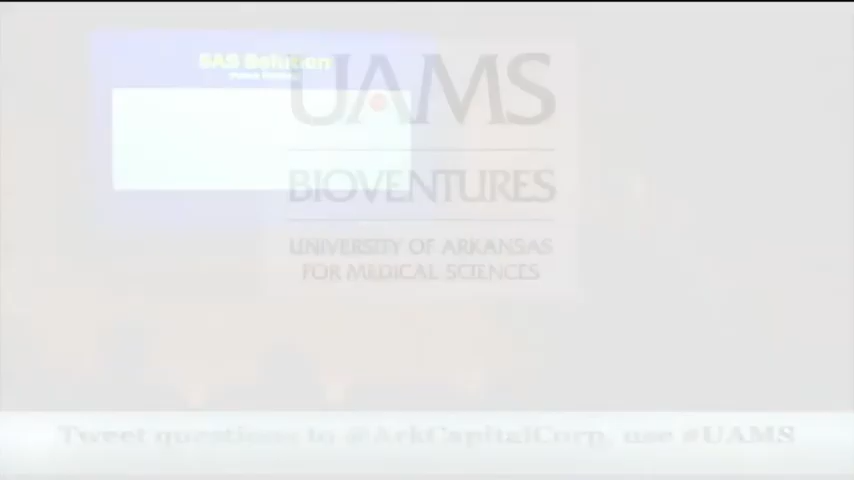 SAS Solution
UAMS
BIOVENTURES
UNIVERSITY OF ARKANSAS
FOR MEDICAL SCIENCES
Tweet questions to @ArkCapitalCorp, use #UAMS